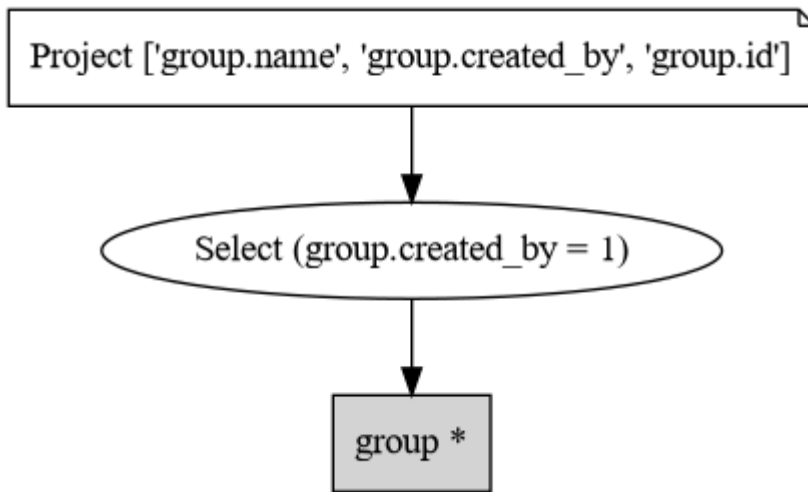 Project ['group.name', 'group.created_by', 'group.id']
Select (group.created_by = 1)
group *